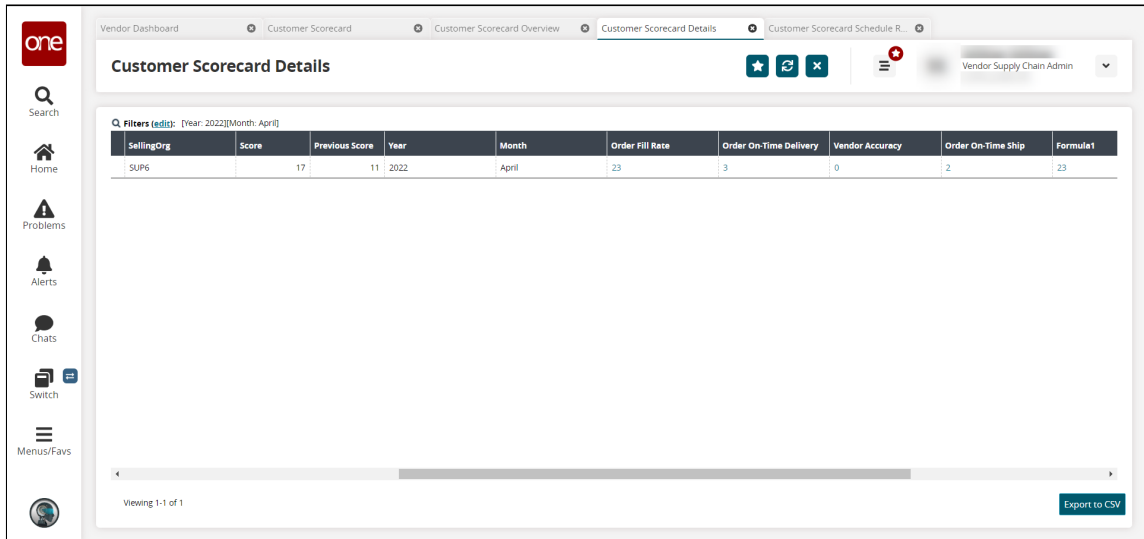 one
Search
Home
Problems
Alerts
Chats
Switch
Menus/Favs
Vendor Dashboard
Customer Scorecard
Customer Scorecard Overview
Customer Scorecard Details
Customer Scorecard Schedule R...
Customer Scorecard Details
Vendor Supply Chain Admin
Filters (edit): [Year: 2022][Month: April]
SellingOrg Score Previous Score Year Month Order Fill Rate Order On-Time Delivery Vendor Accuracy Order On-Time Ship Formula1
SUP6 17 11 2022 April 23 3 0 2 23
Viewing 1-1 of 1
Export to CSV